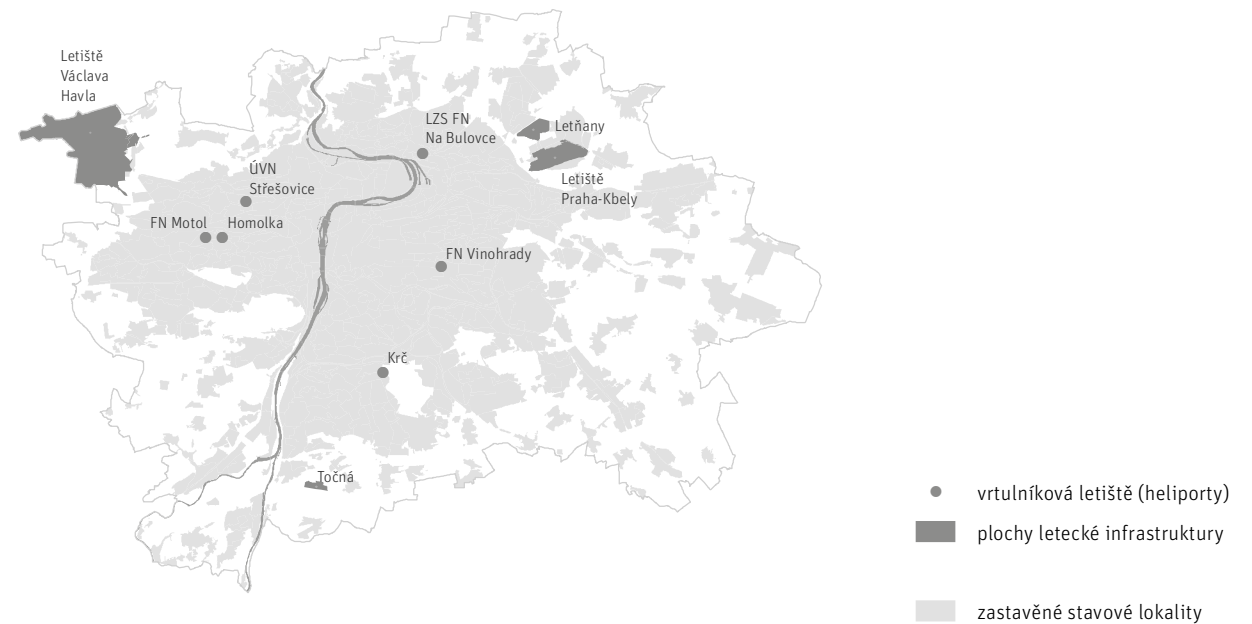 Letiště
Václava
Havla
LZS FN
Na Bulovce
Letňany
Letiště
Praha-Kbely
ÚVN
Střešovice
FN Motol
Homolka
FN Vinohrady
Krč
Točná
vrtulníková letiště (heliporty)
plochy letecké infrastruktury
zastavěné stavové lokality